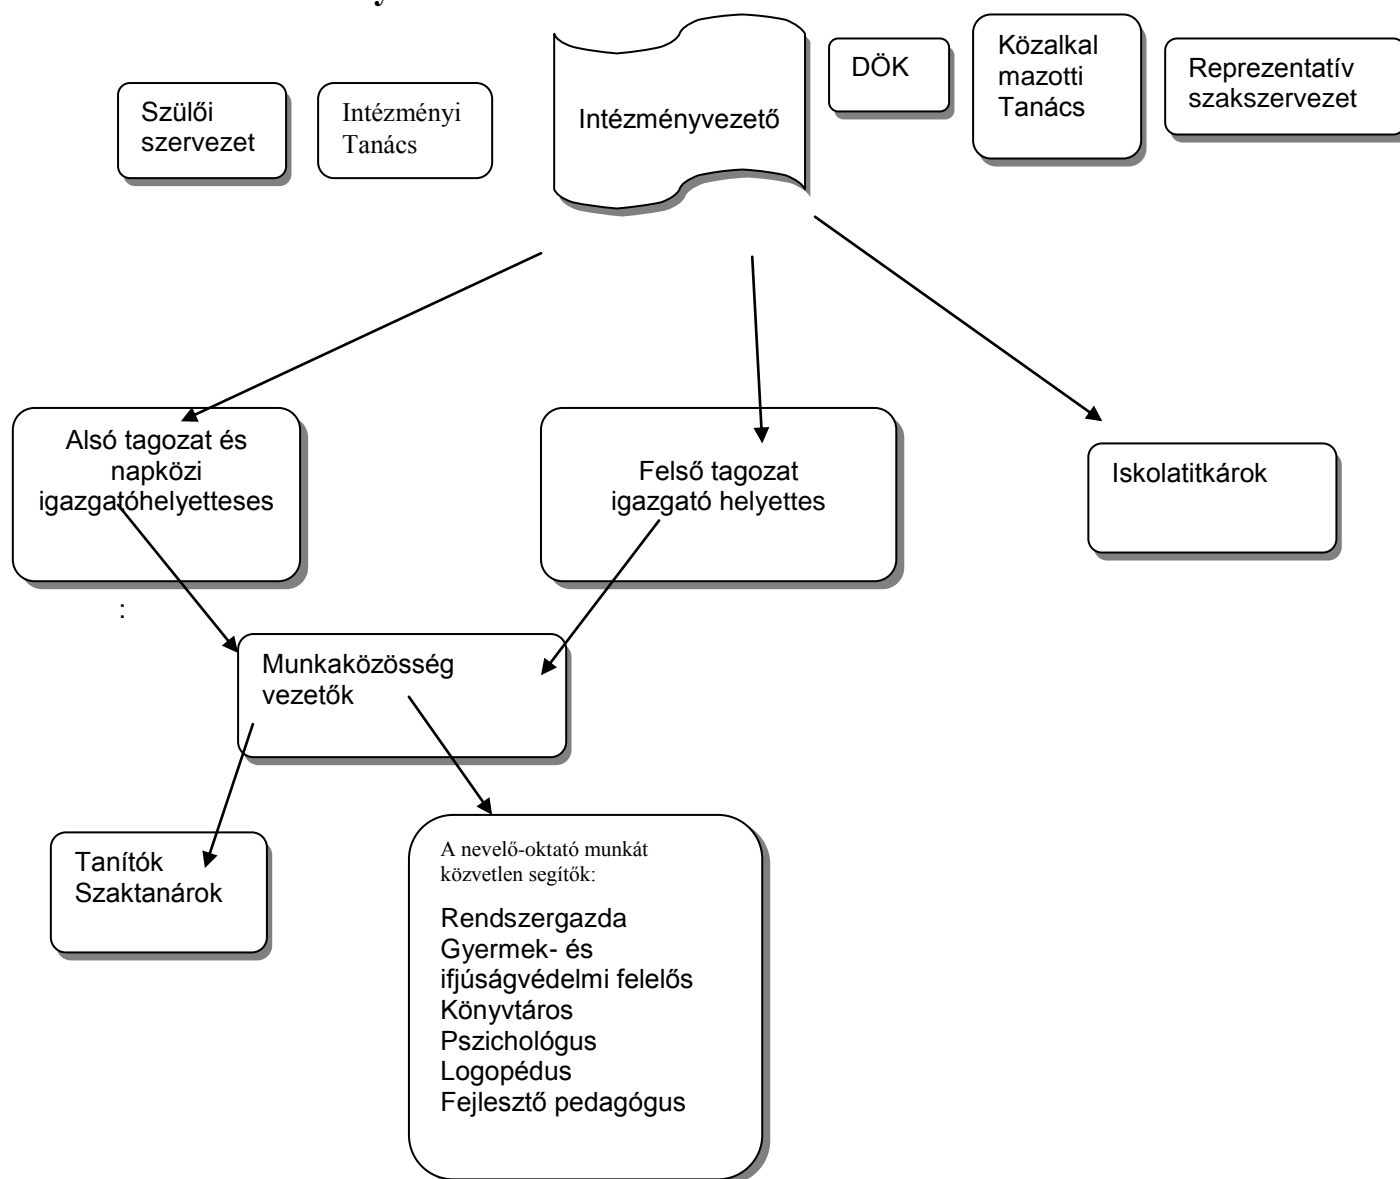 Szülői
szervezet
Intézményi
Tanács
Intézményvezető
DÖK
Közalkal
mazotti
Tanács
Reprezentatív
szakszervezet
Alsó tagozat és
napközi
igazgatóhelyetteses
Felső tagozat
igazgató helyettes
Iskolatitkárok
:
Munkaközösség
vezetők
Tanítók
Szaktanárok
A nevelő-oktató munkát
közvetlen segítők:
Rendszergazda
Gyermek- és
ifjúságvédelmi felelős
Könyvtáros
Pszichológus
Logopédus
Fejlesztő pedagógus